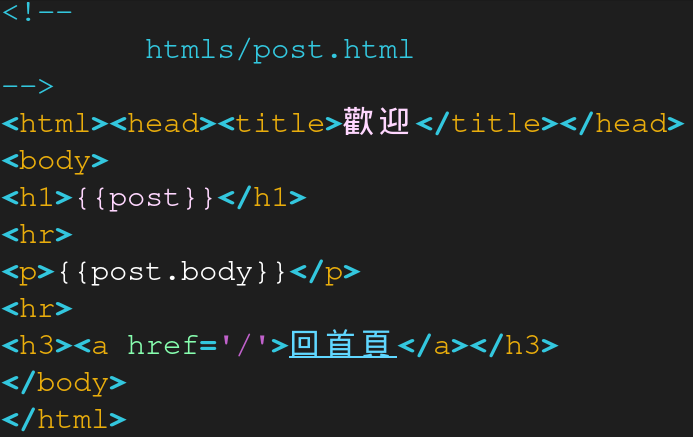 <!--
htmls/post.html
-->
<html><head><title>歡迎</title></head>
<body>
<h1>{{post}}</h1>
<hr>
<p>{{post.body}}</p>
<hr>
<h3><a href='/'>回首頁</a></h3>
</body>
</html>